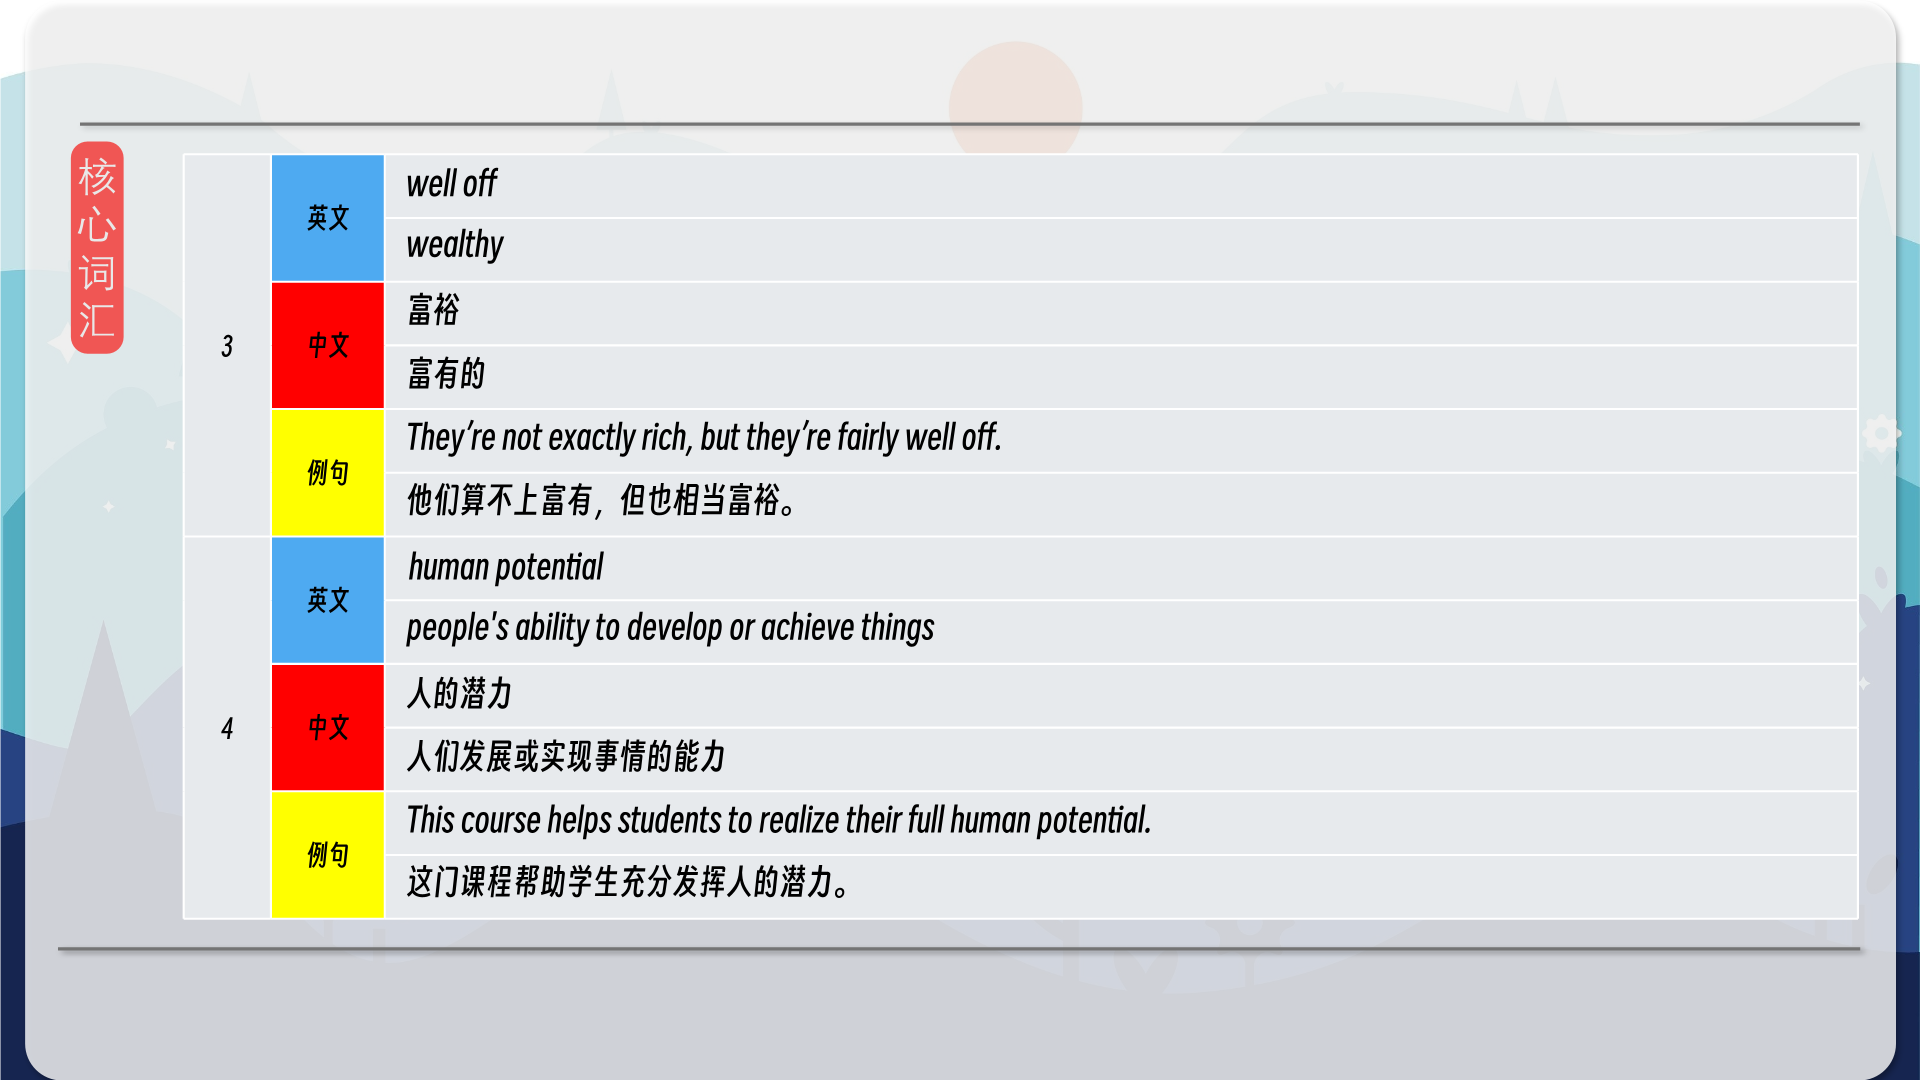 核
心
词
汇
3
英文
well off
wealthy
中文
富裕
富有的
例句
They’re not exactly rich, but they’re fairly well off.
他们算不上富有，但也相当富裕。
4
英文
human potential
people's ability to develop or achieve things
中文
人的潜力
人们发展或实现事情的能力
例句
This course helps students to realize their full human potential.
这门课程帮助学生充分发挥人的潜力。